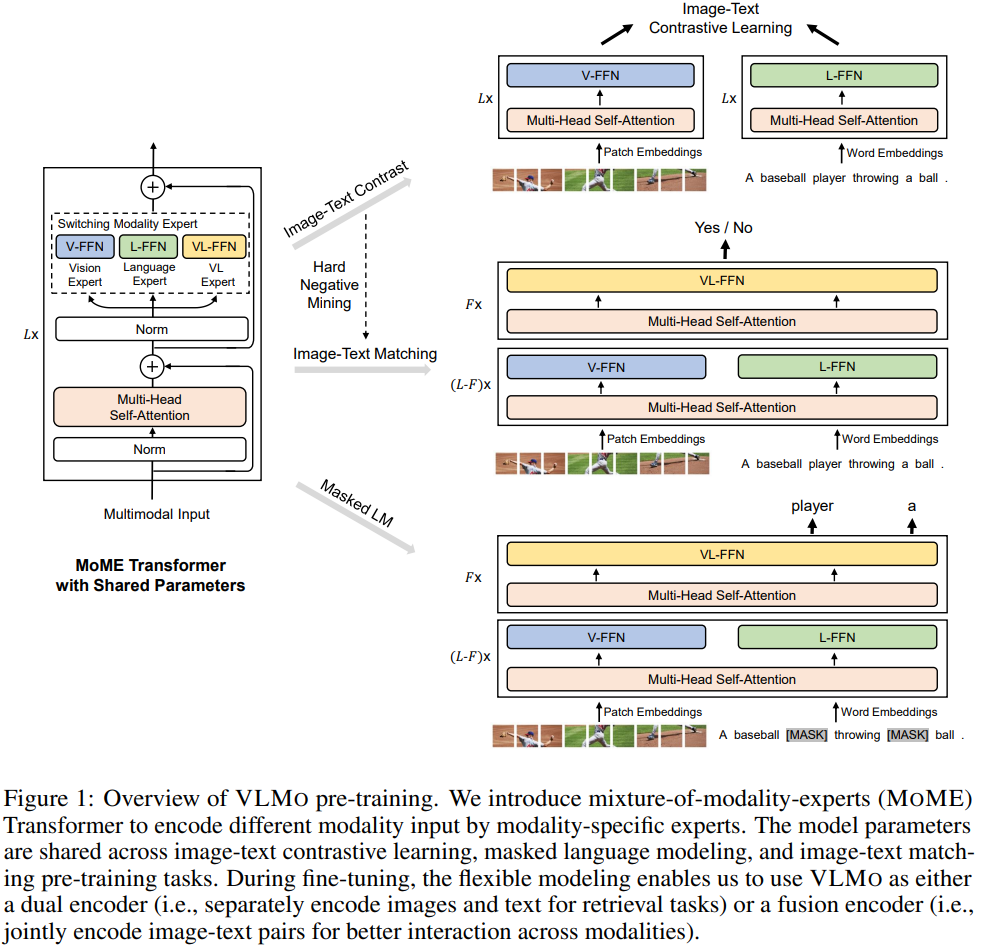 Image-Text
Contrastive Learning
V-FFN
L-FFN
Lx
Lx
Multi-Head Self-Attention
Multi-Head Self-Attention
Patch Embeddings
Word Embeddings
A baseball player throwing a ball .
Switching Modality Expert
V-FFN
L-FFN
VL-FFN
Vision
Expert
Language
Expert
VL
Expert
Norm
Lx
Multi-Head
Self-Attention
Norm
Multimodal Input
MoME Transformer
with Shared Parameters
Image-Text Contrast
Hard
Negative
Mining
Image-Text Matching
Masked LM
Yes / No
VL-FFN
Fx
Multi-Head Self-Attention
V-FFN
L-FFN
(L-F)x
Multi-Head Self-Attention
Patch Embeddings
Word Embeddings
A baseball player throwing a ball .
player
a
VL-FFN
Fx
Multi-Head Self-Attention
V-FFN
L-FFN
(L-F)x
Multi-Head Self-Attention
Patch Embeddings
Word Embeddings
A baseball [MASK] throwing [MASK] ball .
Figure 1: Overview of VLMO pre-training. We introduce mixture-of-modality-experts (MOME)
Transformer to encode different modality input by modality-specific experts. The model parameters
are shared across image-text contrastive learning, masked language modeling, and image-text match-
ing pre-training tasks. During fine-tuning, the flexible modeling enables us to use VLMO as either
a dual encoder (i.e., separately encode images and text for retrieval tasks) or a fusion encoder (i.e.,
jointly encode image-text pairs for better interaction across modalities).